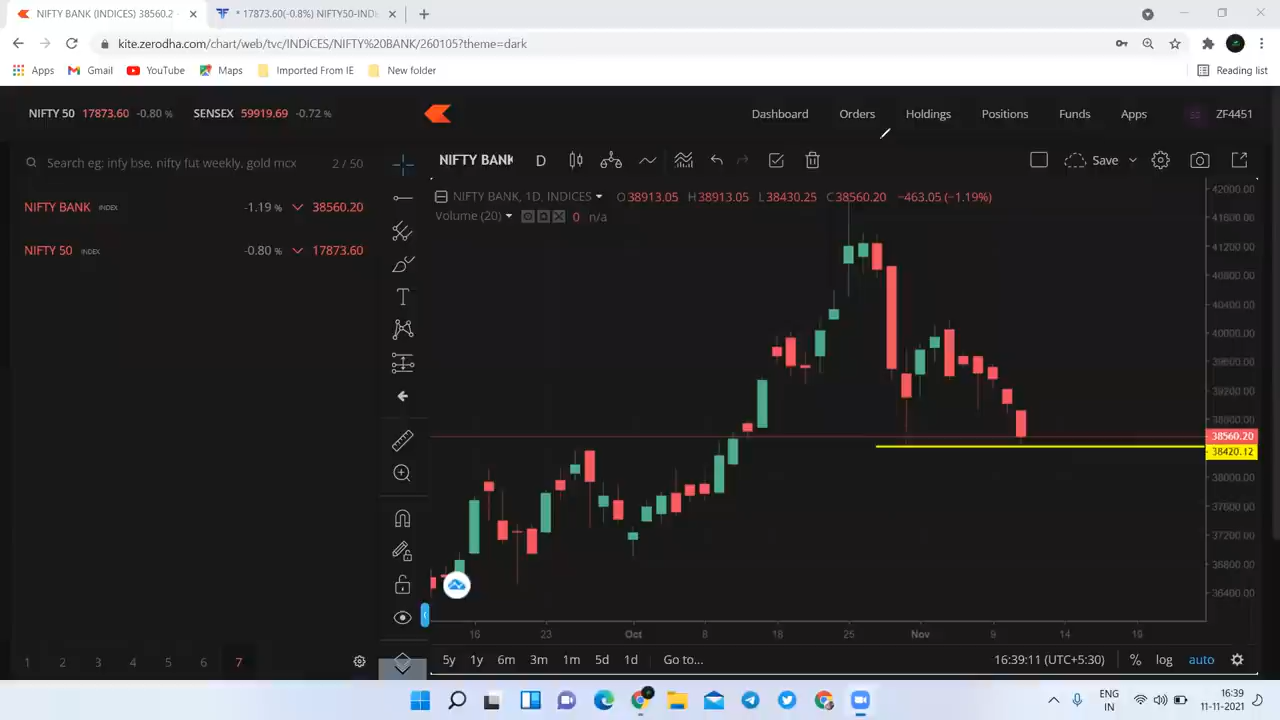 NIFTY BANK (INDICES) 38560.2 ·
* 17873.60(-0.8%) NIFTY50-INDE
kite.zerodha.com/chart/web/tvc/INDICES/NIFTY%20BANK/260105?theme=dark
Apps Gmail YouTube Maps Imported From IE New folder Reading list
NIFTY 50 17873.60 -0.80 % SENSEX 59919.69 -0.72 % Dashboard Orders Holdings Positions Funds Apps ZF4451
Search eg: infy bse, nifty fut weekly, gold mcx 2 / 50
NIFTY BANK D Save
NIFTY BANK INDEX -1.19 % 38560.20
NIFTY 50 INDEX -0.80 % 17873.60
NIFTY BANK, 1D, INDICES O38913.05 H38913.05 L38430.25 C38560.20 −463.05 (−1.19%)
Volume (20) 0 n/a
42000.00
41600.00
41200.00
40800.00
40400.00
40000.00
39600.00
39200.00
38800.00
38560.20
38420.12
38000.00
37600.00
37200.00
36800.00
36400.00
16 23 Oct 8 18 25 Nov 9 14 19
1 2 3 4 5 6 7
5y 1y 6m 3m 1m 5d 1d Go to... 16:39:11 (UTC+5:30) % log auto
ENG
IN
16:39
11-11-2021